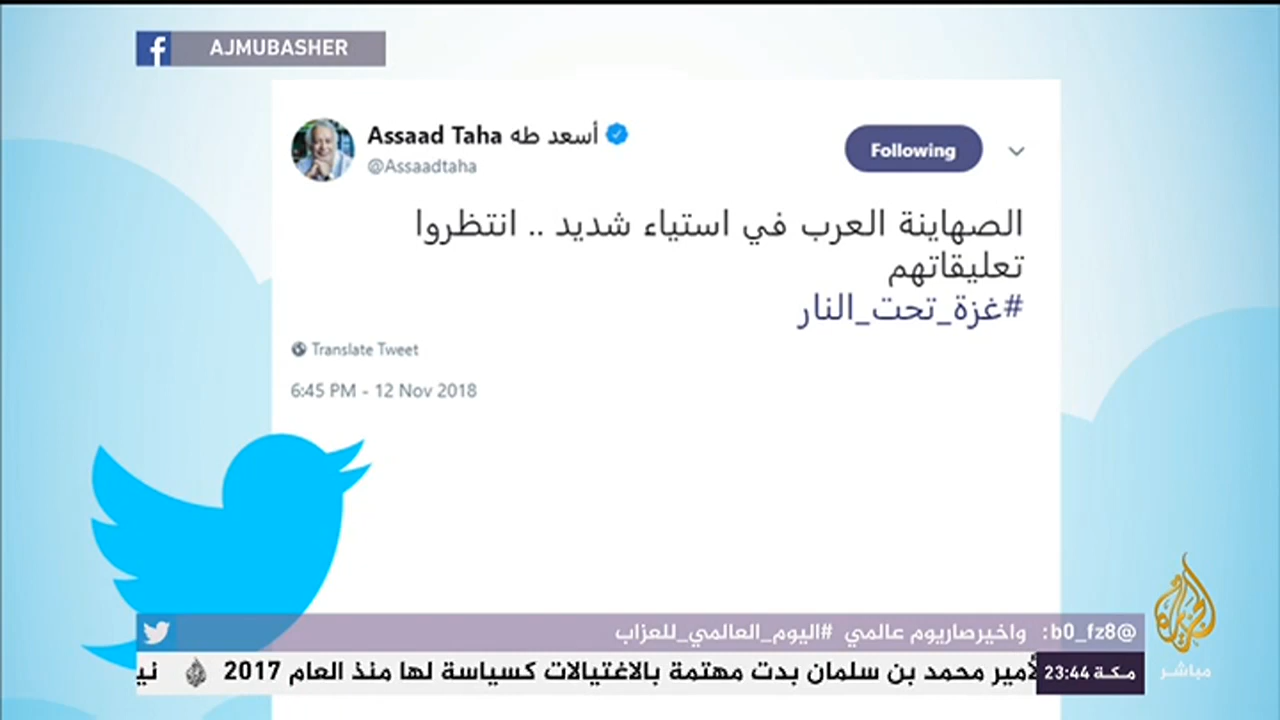 AJMUBASHER
Assaad Taha أسعد طه
@Assaadtaha
Following
الصهاينة العرب في استياء شديد .. انتظروا
تعليقاتهم
#غزة_تحت_النار
Translate Tweet
6:45 PM - 12 Nov 2018
@b0_fz8: واخيرصاريوم عالمي #اليوم_العالمي_للعزاب
مكة 23:44
لأمير محمد بن سلمان بدت مهتمة بالاغتيالات كسياسة لها منذ العام 2017
الجزيرة
مباشر